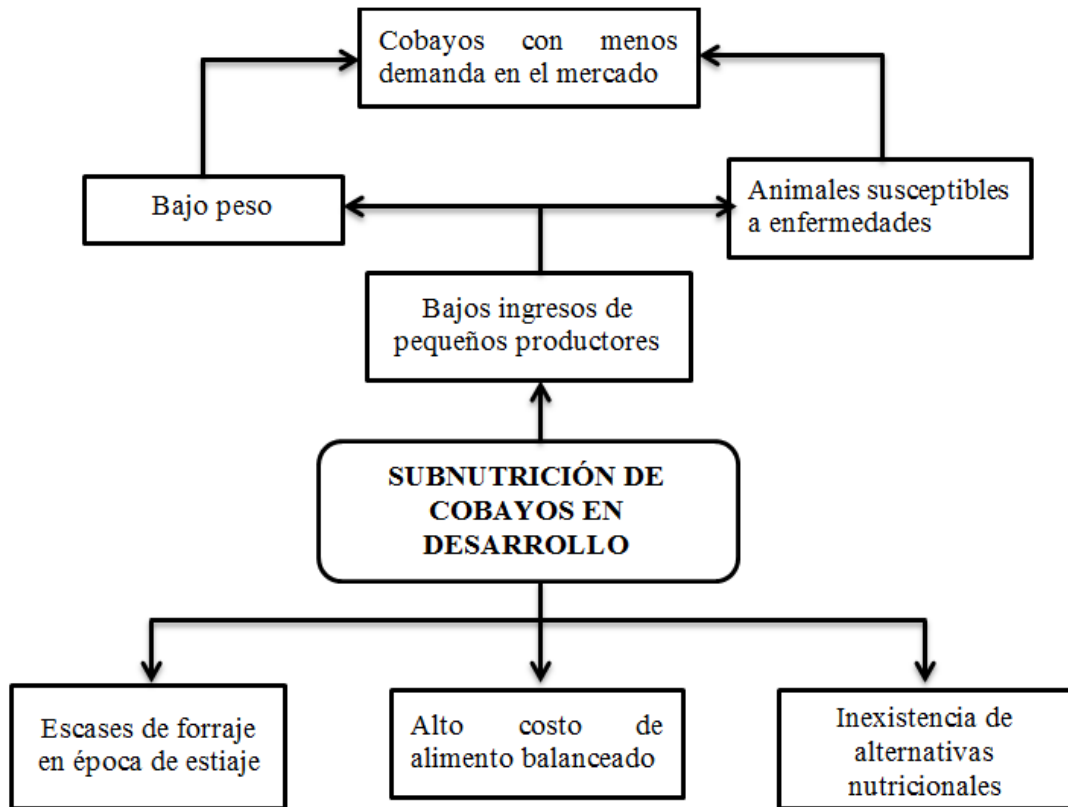 Cobayos con menos
demanda en el mercado
Bajo peso
Animales susceptibles
a enfermedades
Bajos ingresos de
pequeños productores
SUBNUTRICIÓN DE
COBAYOS EN
DESARROLLO
Escases de forraje
en época de estiaje
Alto costo de
alimento balanceado
Inexistencia de
alternativas
nutricionales